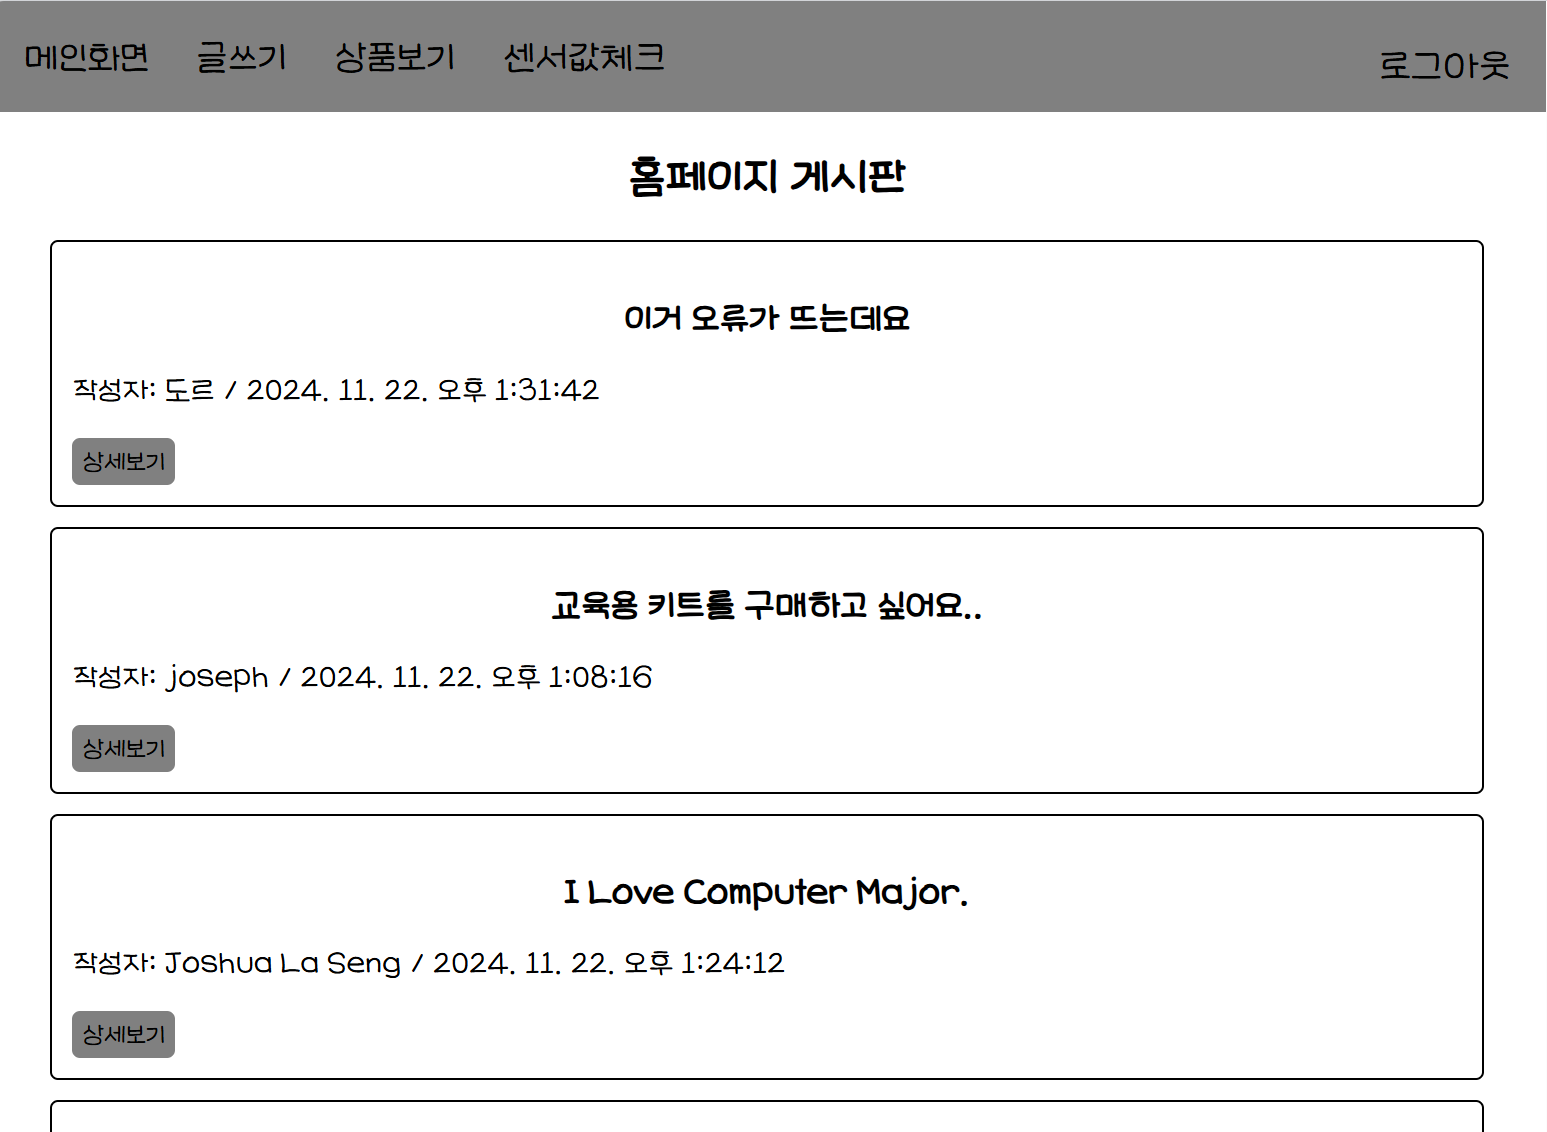 메인화면 글쓰기 상품보기 센서값체크 로그아웃
홈페이지 게시판
이거 오류가 뜨는데요
작성자: 도르 / 2024. 11. 22. 오후 1:31:42
상세보기
교육용 키트를 구매하고 싶어요..
작성자: joseph / 2024. 11. 22. 오후 1:08:16
상세보기
I Love Computer Major.
작성자: Joshua La Seng / 2024. 11. 22. 오후 1:24:12
상세보기